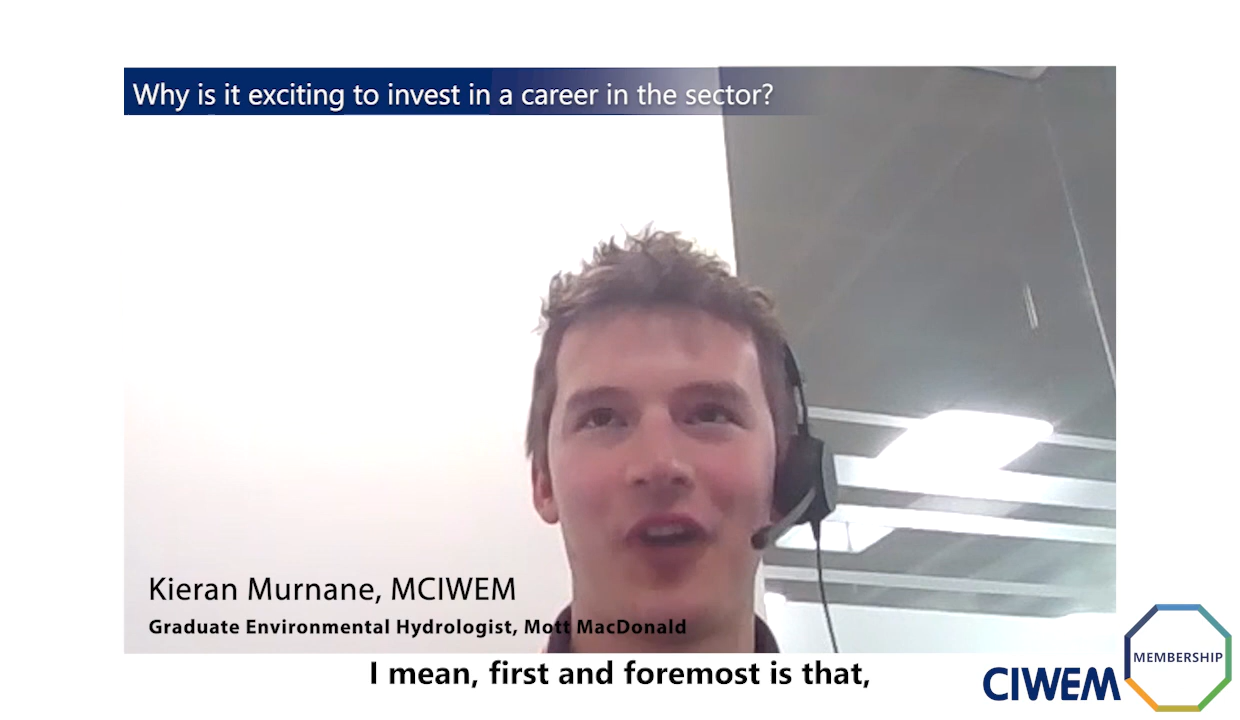 Why is it exciting to invest in a career in the sector?
Kieran Murnane, MCIWEM
Graduate Environmental Hydrologist, Mott MacDonald
I mean, first and foremost is that,
CIWEM
MEMBERSHIP